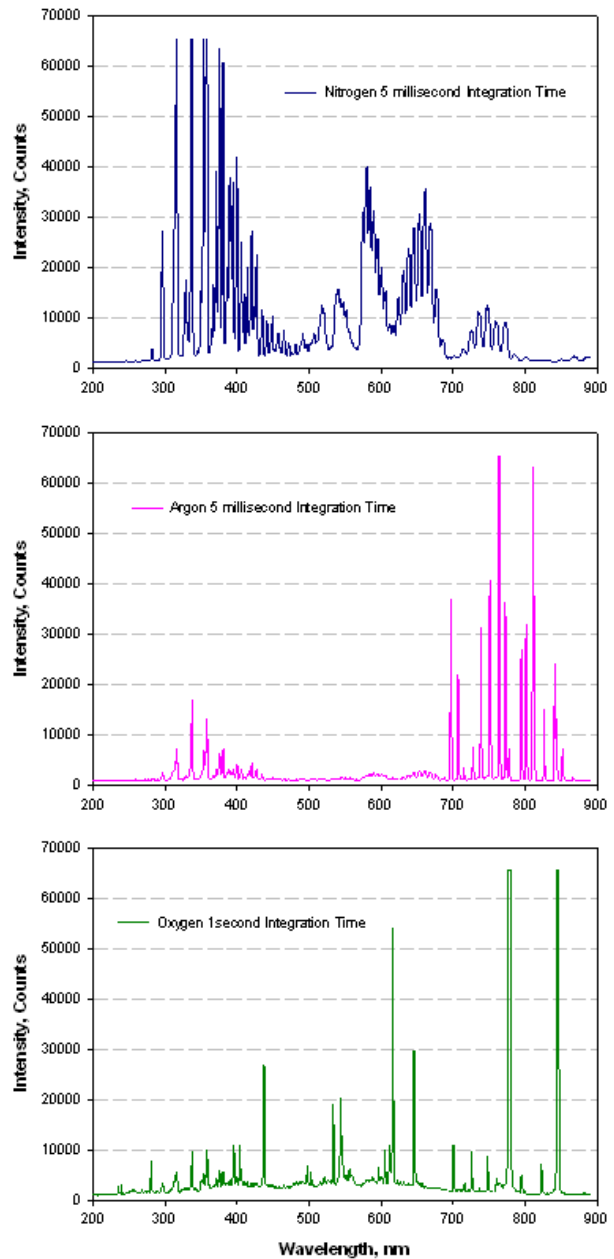 70000
60000
50000
40000
30000
20000
10000
0
Intensity, Counts
Nitrogen 5 millisecond Integration Time
200 300 400 500 600 700 800 900
70000
60000
50000
40000
30000
20000
10000
0
Intensity, Counts
Argon 5 millisecond Integration Time
200 300 400 500 600 700 800 900
70000
60000
50000
40000
30000
20000
10000
0
Intensity, Counts
Oxygen 1second Integration Time
200 300 400 500 600 700 800 900
Wavelength, nm